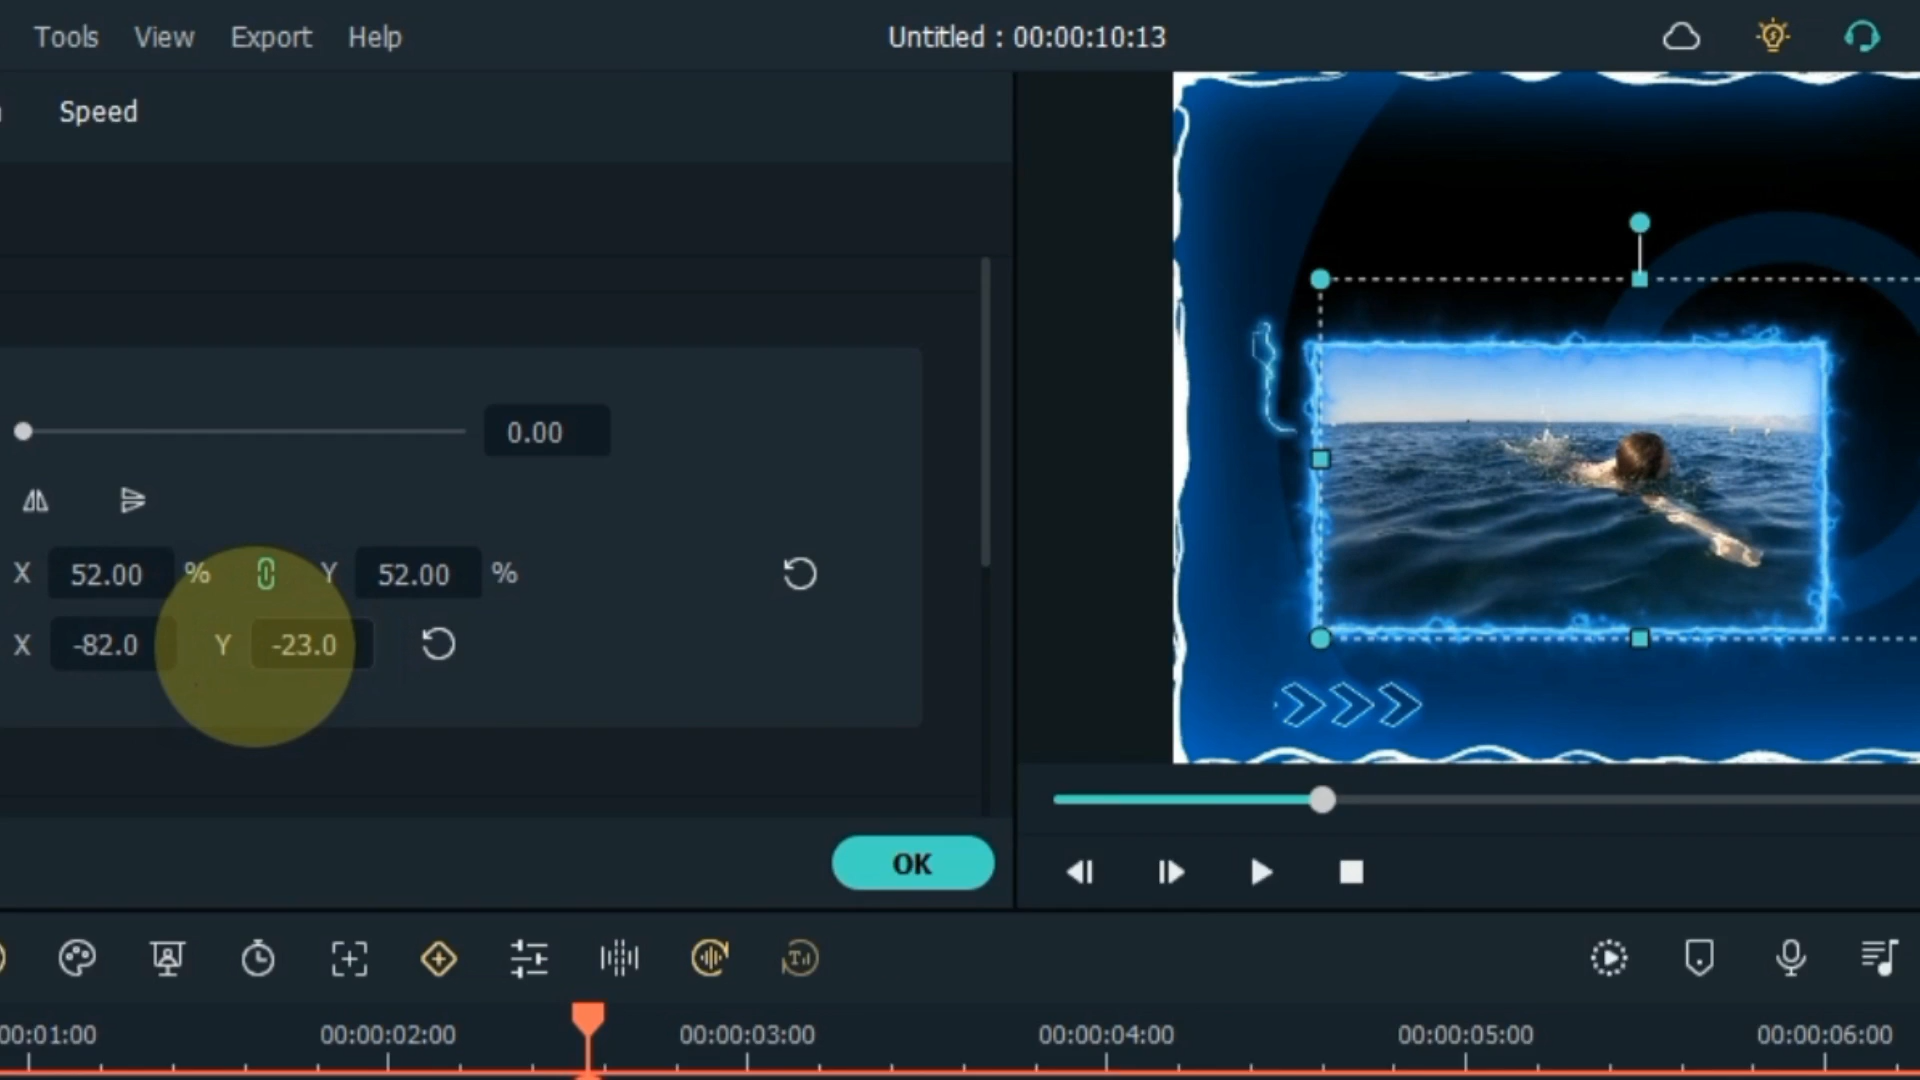 Tools View Export Help
Untitled : 00:00:10:13
Speed
0.00
X 52.00 % Y 52.00 %
X -82.0 Y -23.0
OK
00:01:00 00:00:02:00 00:00:03:00 00:00:04:00 00:00:05:00 00:00:06:00